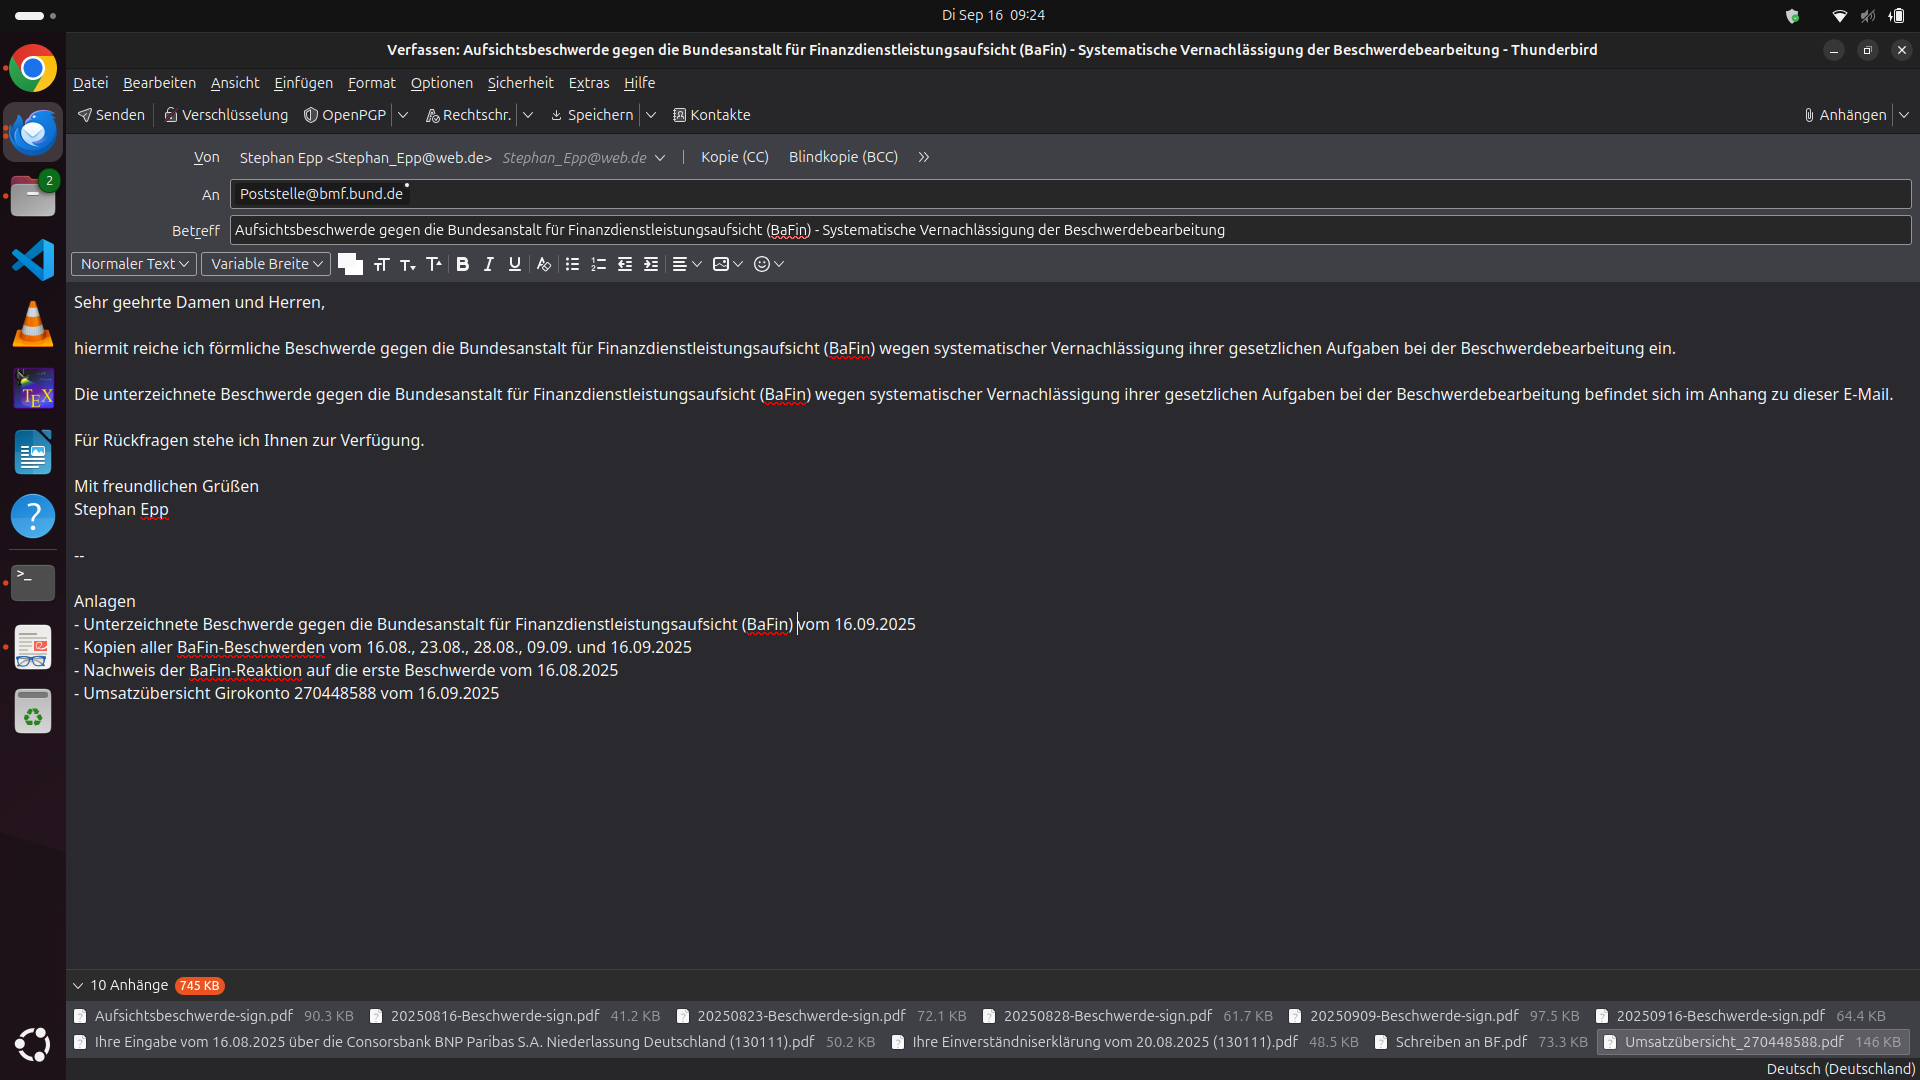 Di Sep 16 09:24
Verfassen: Aufsichtsbeschwerde gegen die Bundesanstalt für Finanzdienstleistungsaufsicht (BaFin) - Systematische Vernachlässigung der Beschwerdebearbeitung - Thunderbird
Datei Bearbeiten Ansicht Einfügen Format Optionen Sicherheit Extras Hilfe
Senden Verschlüsselung OpenPGP Rechtschr. Speichern Kontakte Anhängen
Von Stephan Epp <Stephan_Epp@web.de> Stephan_Epp@web.de Kopie (CC) Blindkopie (BCC)
2
An Poststelle@bmf.bund.de
Betreff Aufsichtsbeschwerde gegen die Bundesanstalt für Finanzdienstleistungsaufsicht (BaFin) - Systematische Vernachlässigung der Beschwerdebearbeitung
Normaler Text Variable Breite
Sehr geehrte Damen und Herren,
hiermit reiche ich förmliche Beschwerde gegen die Bundesanstalt für Finanzdienstleistungsaufsicht (BaFin) wegen systematischer Vernachlässigung ihrer gesetzlichen Aufgaben bei der Beschwerdebearbeitung ein.
Die unterzeichnete Beschwerde gegen die Bundesanstalt für Finanzdienstleistungsaufsicht (BaFin) wegen systematischer Vernachlässigung ihrer gesetzlichen Aufgaben bei der Beschwerdebearbeitung befindet sich im Anhang zu dieser E-Mail.
Für Rückfragen stehe ich Ihnen zur Verfügung.
Mit freundlichen Grüßen
Stephan Epp
--
Anlagen
- Unterzeichnete Beschwerde gegen die Bundesanstalt für Finanzdienstleistungsaufsicht (BaFin) vom 16.09.2025
- Kopien aller BaFin-Beschwerden vom 16.08., 23.08., 28.08., 09.09. und 16.09.2025
- Nachweis der BaFin-Reaktion auf die erste Beschwerde vom 16.08.2025
- Umsatzübersicht Girokonto 270448588 vom 16.09.2025
10 Anhänge 745 KB
Aufsichtsbeschwerde-sign.pdf 90.3 KB 20250816-Beschwerde-sign.pdf 41.2 KB 20250823-Beschwerde-sign.pdf 72.1 KB 20250828-Beschwerde-sign.pdf 61.7 KB 20250909-Beschwerde-sign.pdf 97.5 KB 20250916-Beschwerde-sign.pdf 64.4 KB
Ihre Eingabe vom 16.08.2025 über die Consorsbank BNP Paribas S.A. Niederlassung Deutschland (130111).pdf 50.2 KB Ihre Einverständniserklärung vom 20.08.2025 (130111).pdf 48.5 KB Schreiben an BF.pdf 73.3 KB Umsatzübersicht_270448588.pdf 146 KB
Deutsch (Deutschland)